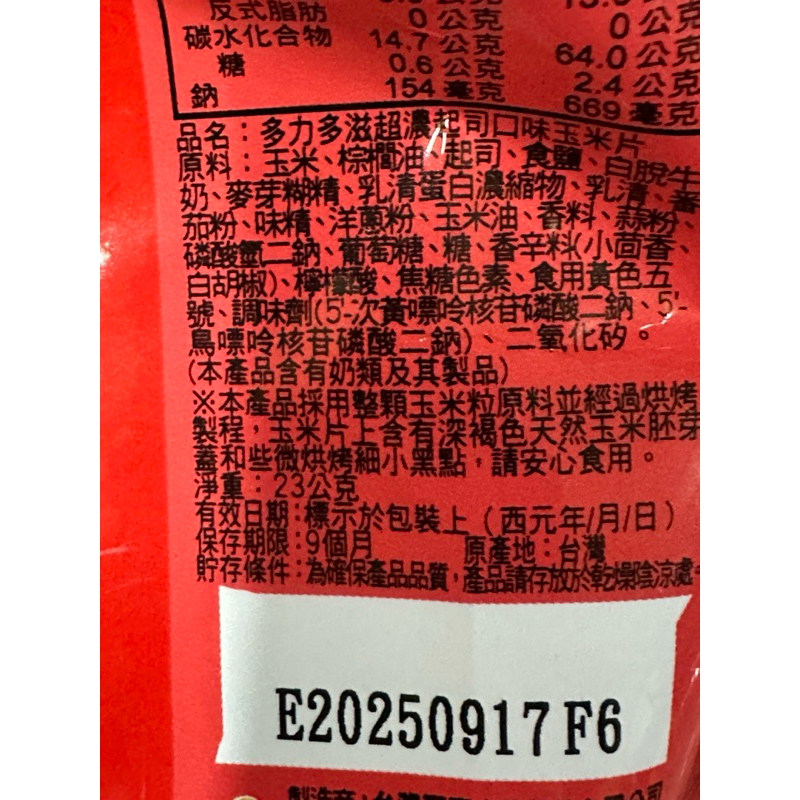 反式脂肪 0公克 0公克
碳水化合物 14.7公克 64.0公克
糖 0.6公克 2.4公克
鈉 154毫克 669毫克
品名：多力多滋超濃起司口味玉米片
原料：玉米、棕櫚油、起司、食鹽、白脫牛
奶、麥芽糊精、乳清蛋白濃縮物、乳清、蕃
茄粉、味精、洋蔥粉、玉米油、香料、蒜粉、
磷酸氫二鈉、葡萄糖、糖、香辛料(小茴香、
白胡椒)、檸檬酸、焦糖色素、食用黃色五
號、調味劑(5'-次黃嘌呤核苷磷酸二鈉、5'-
鳥嘌呤核苷磷酸二鈉)、二氧化矽。
(本產品含有奶類及其製品)
※本產品採用整顆玉米粒原料並經過烘烤
製程，玉米片上含有深褐色天然玉米胚芽
蓋和些微烘烤細小黑點，請安心食用。
淨重：23公克
有效日期：標示於包裝上（西元年/月/日）
保存期限：9個月 原產地：台灣
貯存條件：為確保產品品質，產品請存放於乾燥陰涼處。
E20250917 F6